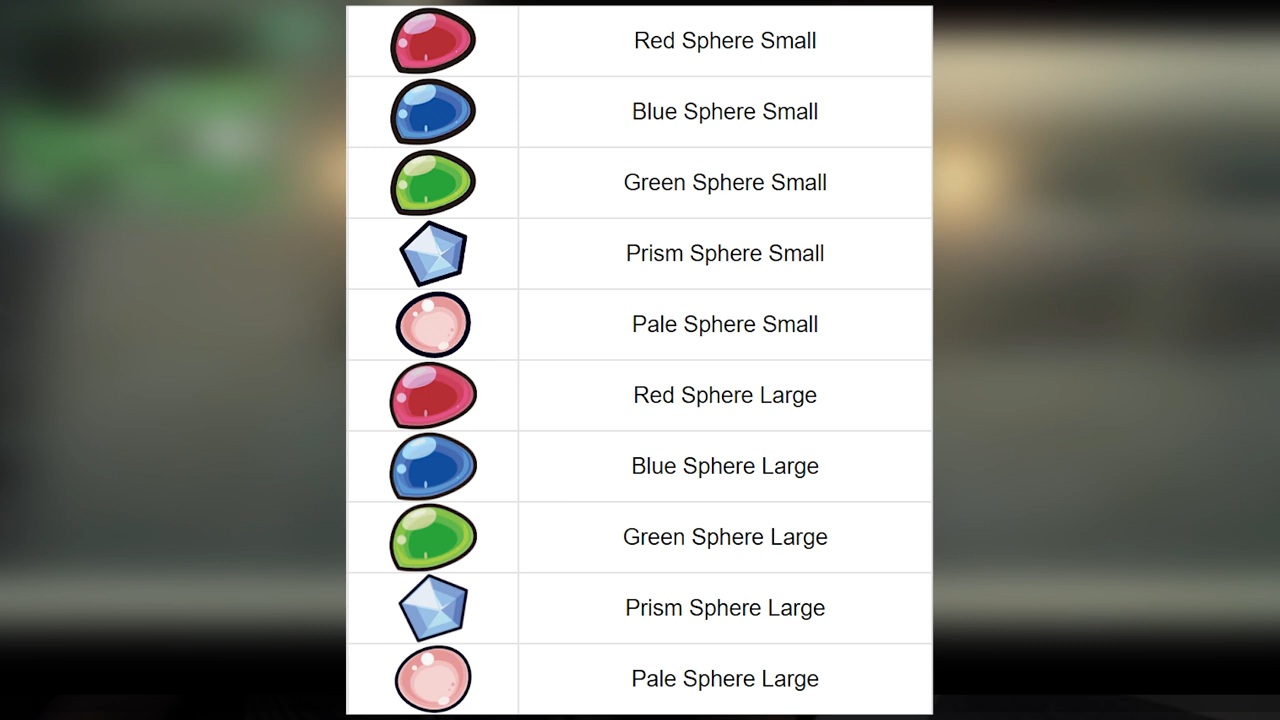 Red Sphere Small
Blue Sphere Small
Green Sphere Small
Prism Sphere Small
Pale Sphere Small
Red Sphere Large
Blue Sphere Large
Green Sphere Large
Prism Sphere Large
Pale Sphere Large